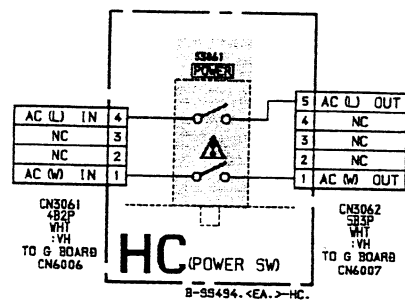 SS061
POWER
AC (L) IN 4
NC 3
NC 2
AC (W) IN 1
5 AC (L) OUT
4 NC
3 NC
2 NC
1 AC (W) OUT
CN3061
4B2P
WHT
:VH
TO G BOARD
CN6006
CN3062
5B3P
WHT
:VH
TO G BOARD
CN6007
HC (POWER SW)
B-SS494.<EA.>-HC.